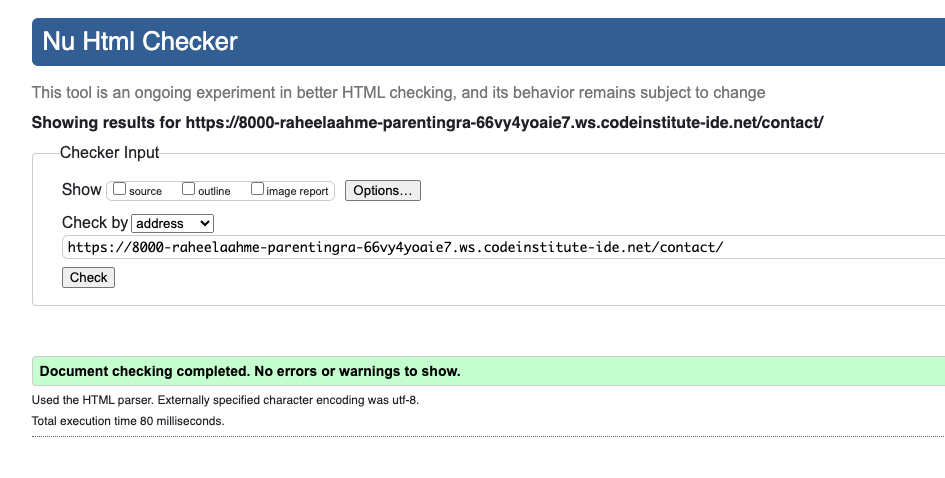 Nu Html Checker
This tool is an ongoing experiment in better HTML checking, and its behavior remains subject to change
Showing results for https://8000-raheelaahme-parentingra-66vy4yoaie7.ws.codeinstitute-ide.net/contact/
Checker Input
Show source outline image report Options...
Check by address
https://8000-raheelaahme-parentingra-66vy4yoaie7.ws.codeinstitute-ide.net/contact/
Check
Document checking completed. No errors or warnings to show.
Used the HTML parser. Externally specified character encoding was utf-8.
Total execution time 80 milliseconds.